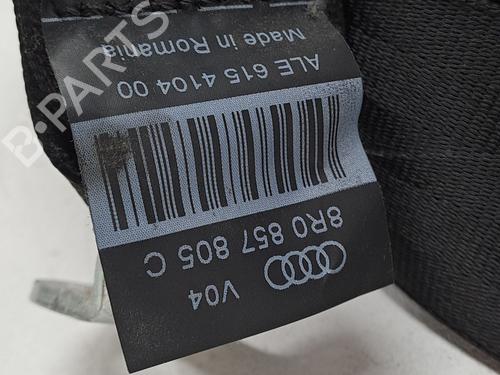 V04
8R0 857 805 C
ALE 615 4104 00
Made in Romania
B-PARTS